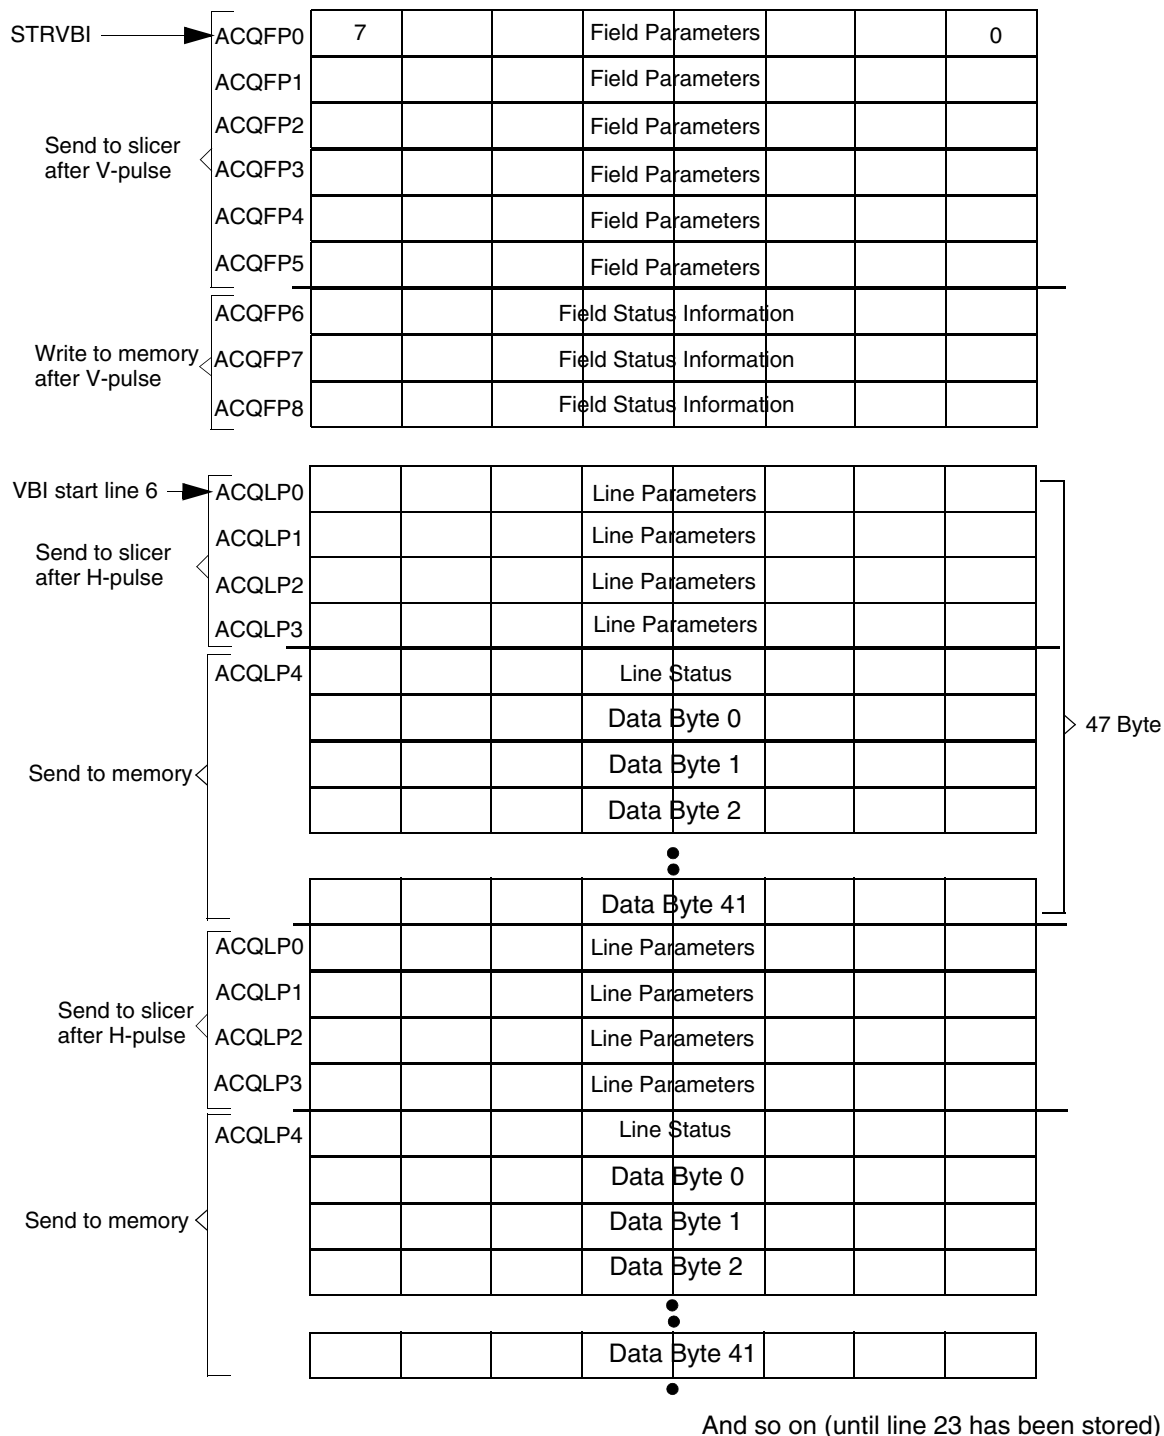 STRVBI
ACQFP0 7 Field Parameters 0
ACQFP1 Field Parameters
ACQFP2 Field Parameters
Send to slicer
after V-pulse
ACQFP3 Field Parameters
ACQFP4 Field Parameters
ACQFP5 Field Parameters
ACQFP6 Field Status Information
Write to memory
after V-pulse
ACQFP7 Field Status Information
ACQFP8 Field Status Information
VBI start line 6
ACQLP0 Line Parameters
ACQLP1 Line Parameters
Send to slicer
after H-pulse
ACQLP2 Line Parameters
ACQLP3 Line Parameters
ACQLP4 Line Status
Data Byte 0
47 Byte
Data Byte 1
Send to memory
Data Byte 2
Data Byte 41
ACQLP0 Line Parameters
ACQLP1 Line Parameters
Send to slicer
after H-pulse
ACQLP2 Line Parameters
ACQLP3 Line Parameters
ACQLP4 Line Status
Data Byte 0
Send to memory
Data Byte 1
Data Byte 2
Data Byte 41
And so on (until line 23 has been stored)